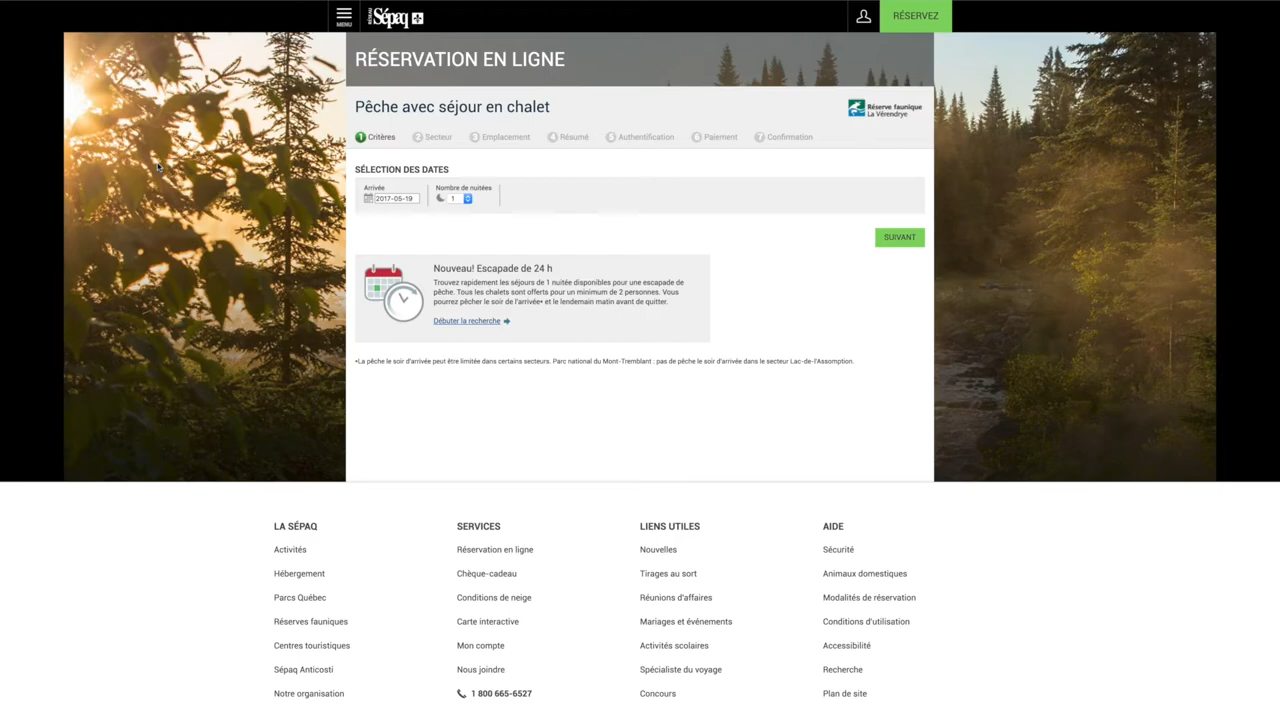 MENU
RÉSEAU Sépaq
RÉSERVEZ
RÉSERVATION EN LIGNE
Pêche avec séjour en chalet
Réserve faunique
La Vérendrye
1 Critères
2 Secteur
3 Emplacement
4 Résumé
5 Authentification
6 Paiement
7 Confirmation
SÉLECTION DES DATES
Arrivée
2017-05-19
Nombre de nuitées
1
SUIVANT
Nouveau! Escapade de 24 h
Trouvez rapidement les séjours de 1 nuitée disponibles pour une escapade de
pêche. Tous les chalets sont offerts pour un minimum de 2 personnes. Vous
pourrez pêcher le soir de l'arrivée• et le lendemain matin avant de quitter.
Débuter la recherche
•La pêche le soir d'arrivée peut être limitée dans certains secteurs. Parc national du Mont-Tremblant : pas de pêche le soir d'arrivée dans le secteur Lac-de-l'Assomption.
LA SÉPAQ
Activités
Hébergement
Parcs Québec
Réserves fauniques
Centres touristiques
Sépaq Anticosti
Notre organisation
SERVICES
Réservation en ligne
Chèque-cadeau
Conditions de neige
Carte interactive
Mon compte
Nous joindre
1 800 665-6527
LIENS UTILES
Nouvelles
Tirages au sort
Réunions d'affaires
Mariages et événements
Activités scolaires
Spécialiste du voyage
Concours
AIDE
Sécurité
Animaux domestiques
Modalités de réservation
Conditions d'utilisation
Accessibilité
Recherche
Plan de site